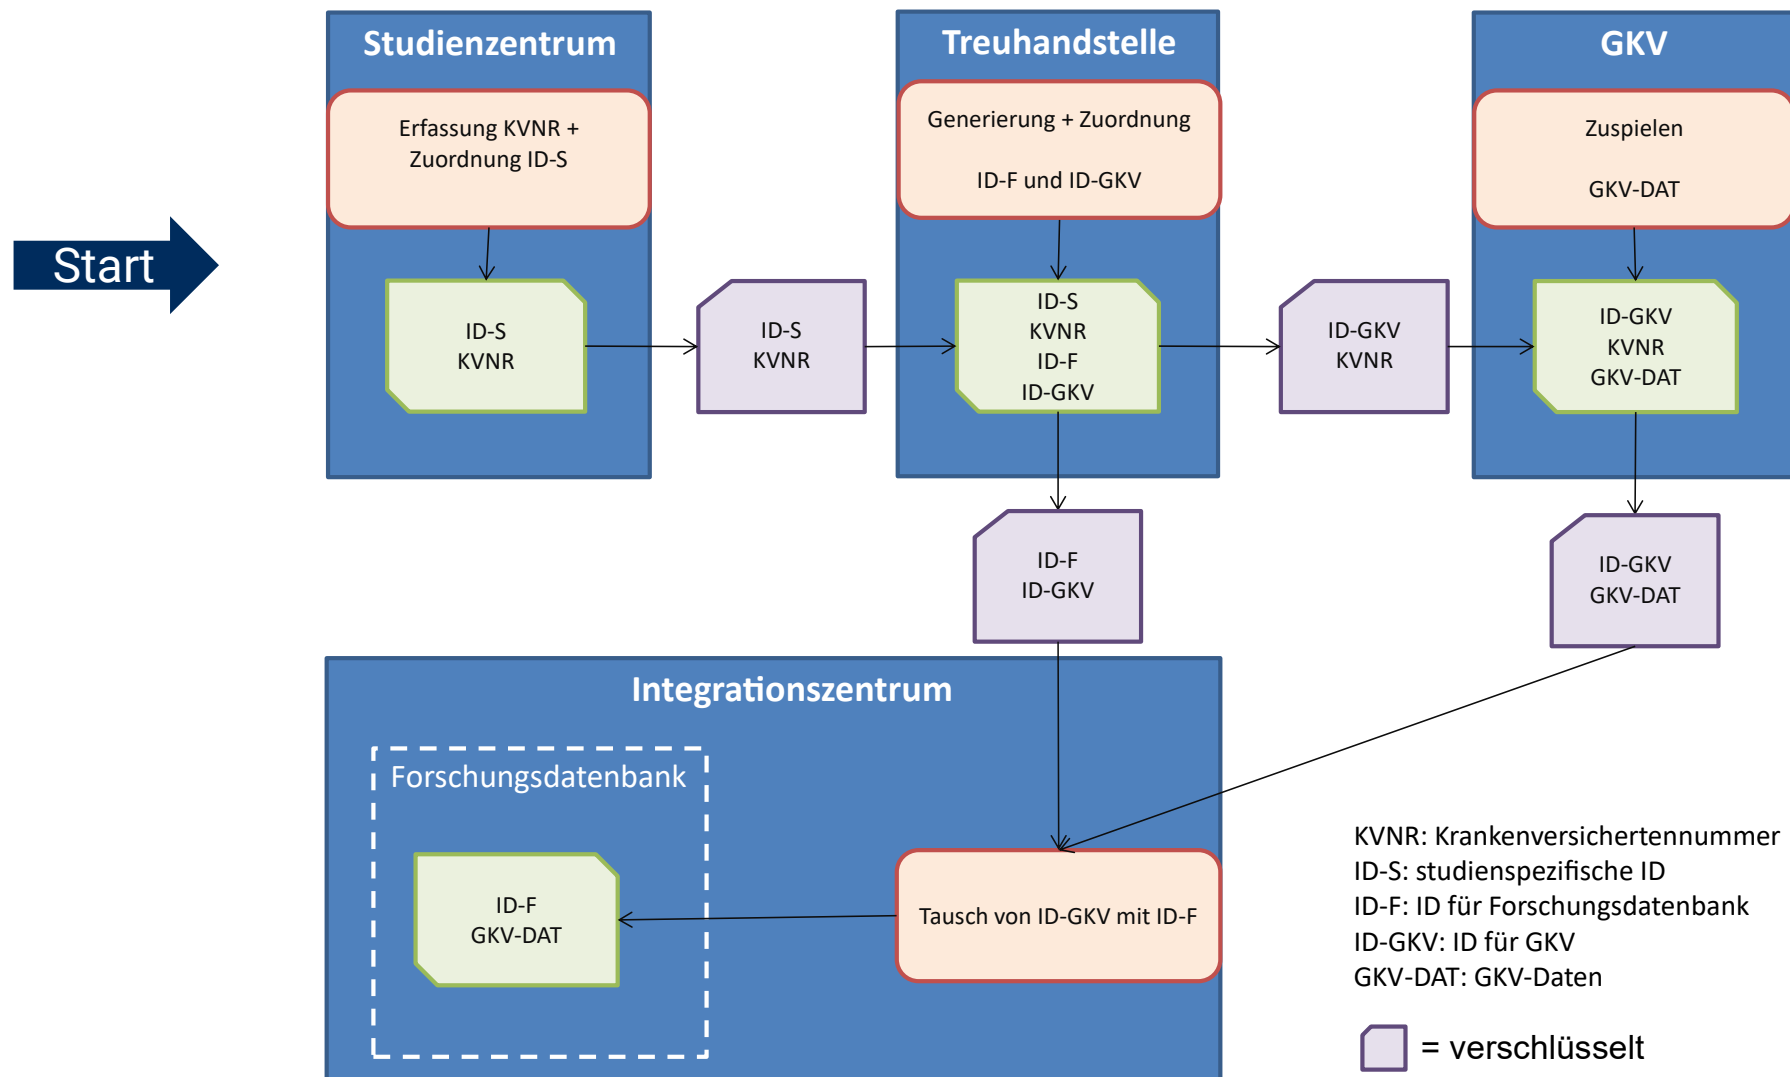 Start
Studienzentrum
Erfassung KVNR +
Zuordnung ID-S
ID-S
KVNR
ID-S
KVNR
Treuhandstelle
Generierung + Zuordnung
ID-F und ID-GKV
ID-S
KVNR
ID-F
ID-GKV
ID-GKV
KVNR
GKV
Zuspielen
GKV-DAT
ID-GKV
KVNR
GKV-DAT
ID-F
ID-GKV
ID-GKV
GKV-DAT
Integrationszentrum
Forschungsdatenbank
ID-F
GKV-DAT
Tausch von ID-GKV mit ID-F
KVNR: Krankenversichertennummer
ID-S: studienspezifische ID
ID-F: ID für Forschungsdatenbank
ID-GKV: ID für GKV
GKV-DAT: GKV-Daten
= verschlüsselt